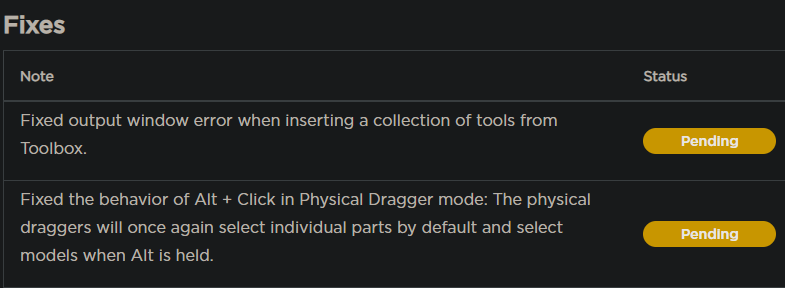 Fixes
Note Status
Fixed output window error when inserting a collection of tools from
Toolbox.
Pending
Fixed the behavior of Alt + Click in Physical Dragger mode: The physical
draggers will once again select individual parts by default and select
models when Alt is held.
Pending